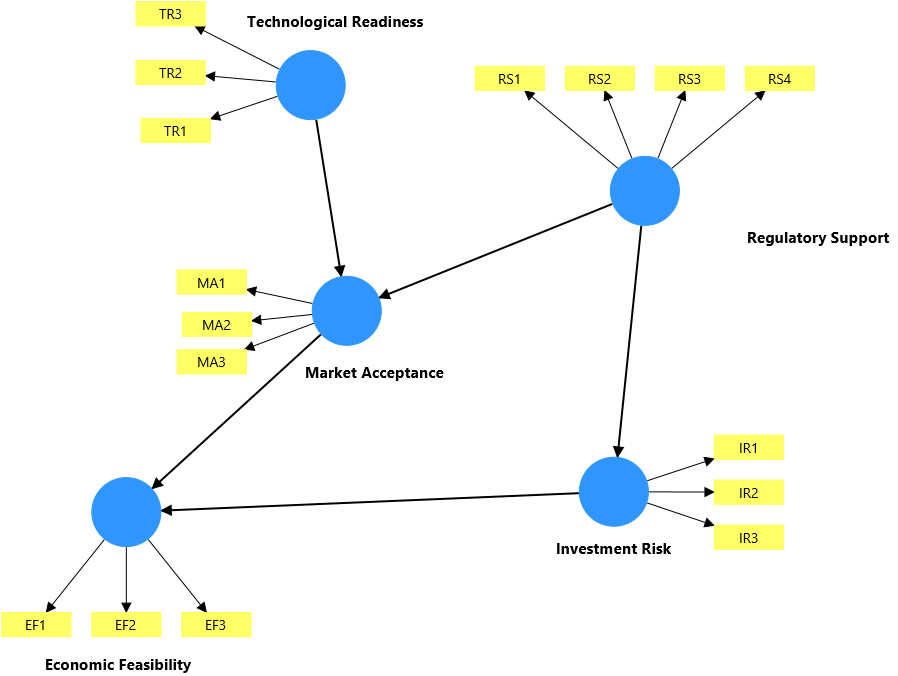 TR3
Technological Readiness
TR2
TR1
RS1
RS2
RS3
RS4
Regulatory Support
MA1
MA2
MA3
Market Acceptance
IR1
IR2
IR3
Investment Risk
EF1
EF2
EF3
Economic Feasibility